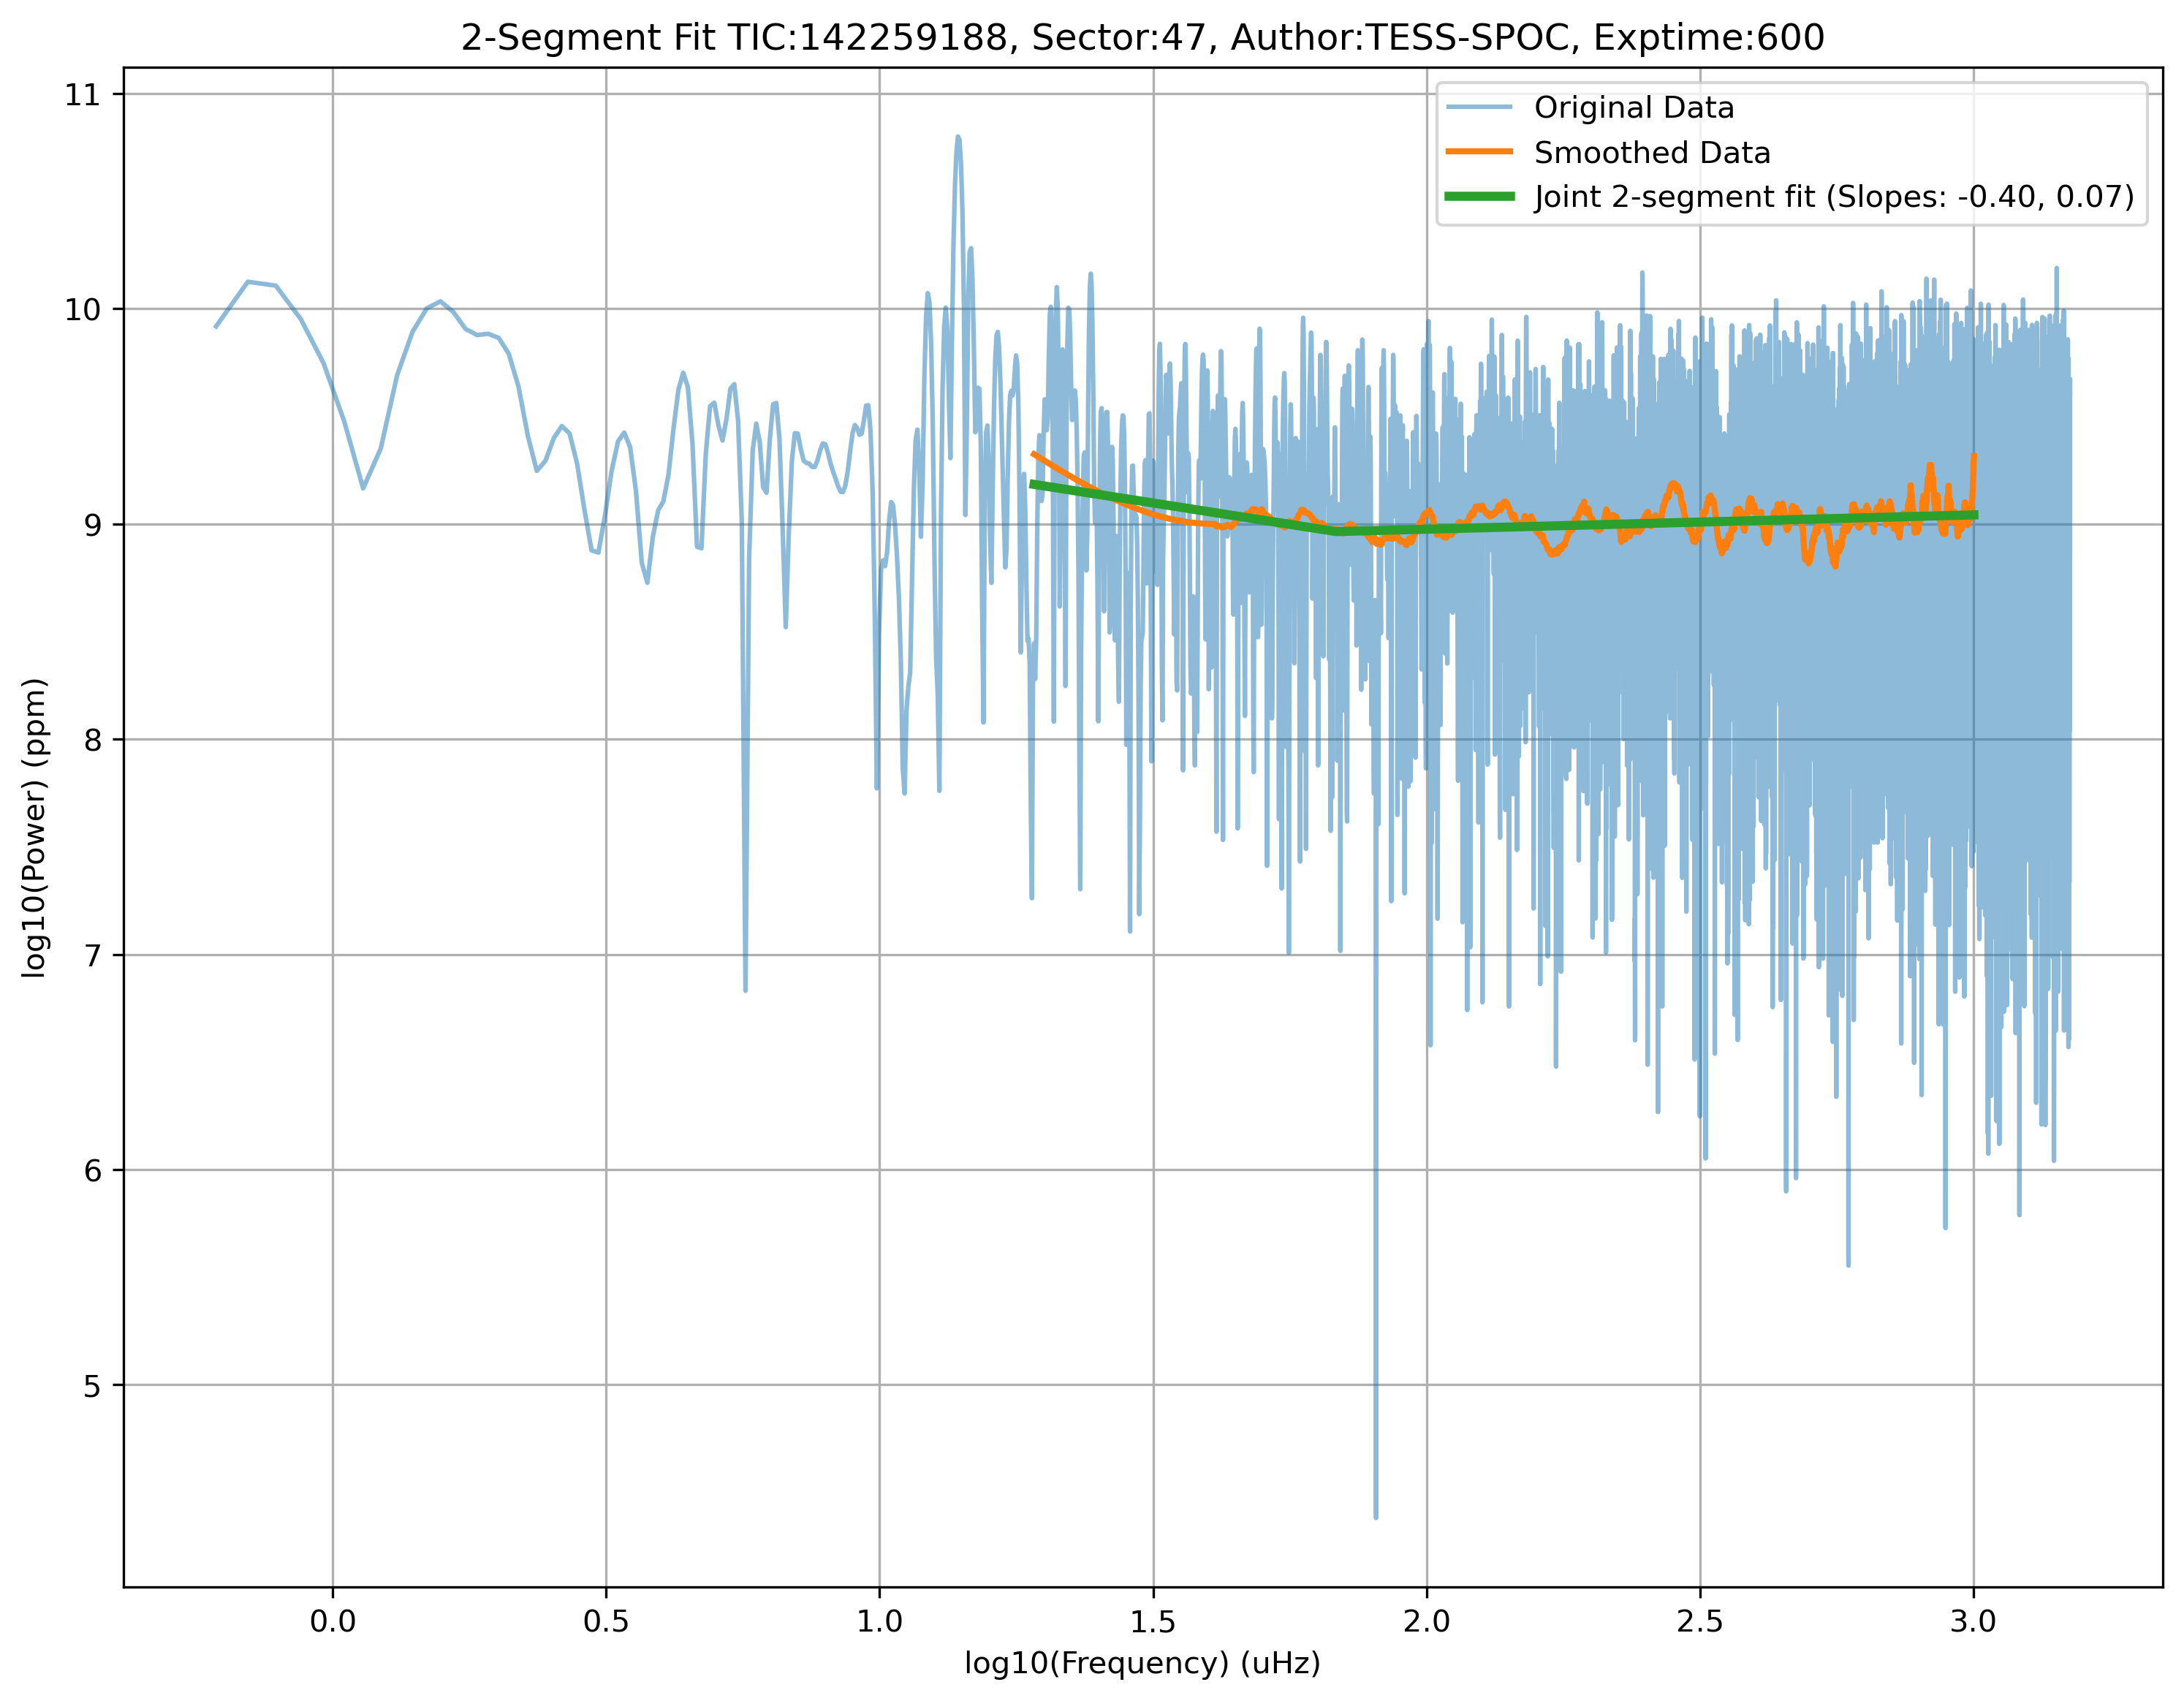 2-Segment Fit TIC:142259188, Sector:47, Author:TESS-SPOC, Exptime:600
Original Data
Smoothed Data
Joint 2-segment fit (Slopes: -0.40, 0.07)
log10(Power) (ppm)
11
10
9
8
7
6
5
0.0 0.5 1.0 1.5 2.0 2.5 3.0
log10(Frequency) (uHz)